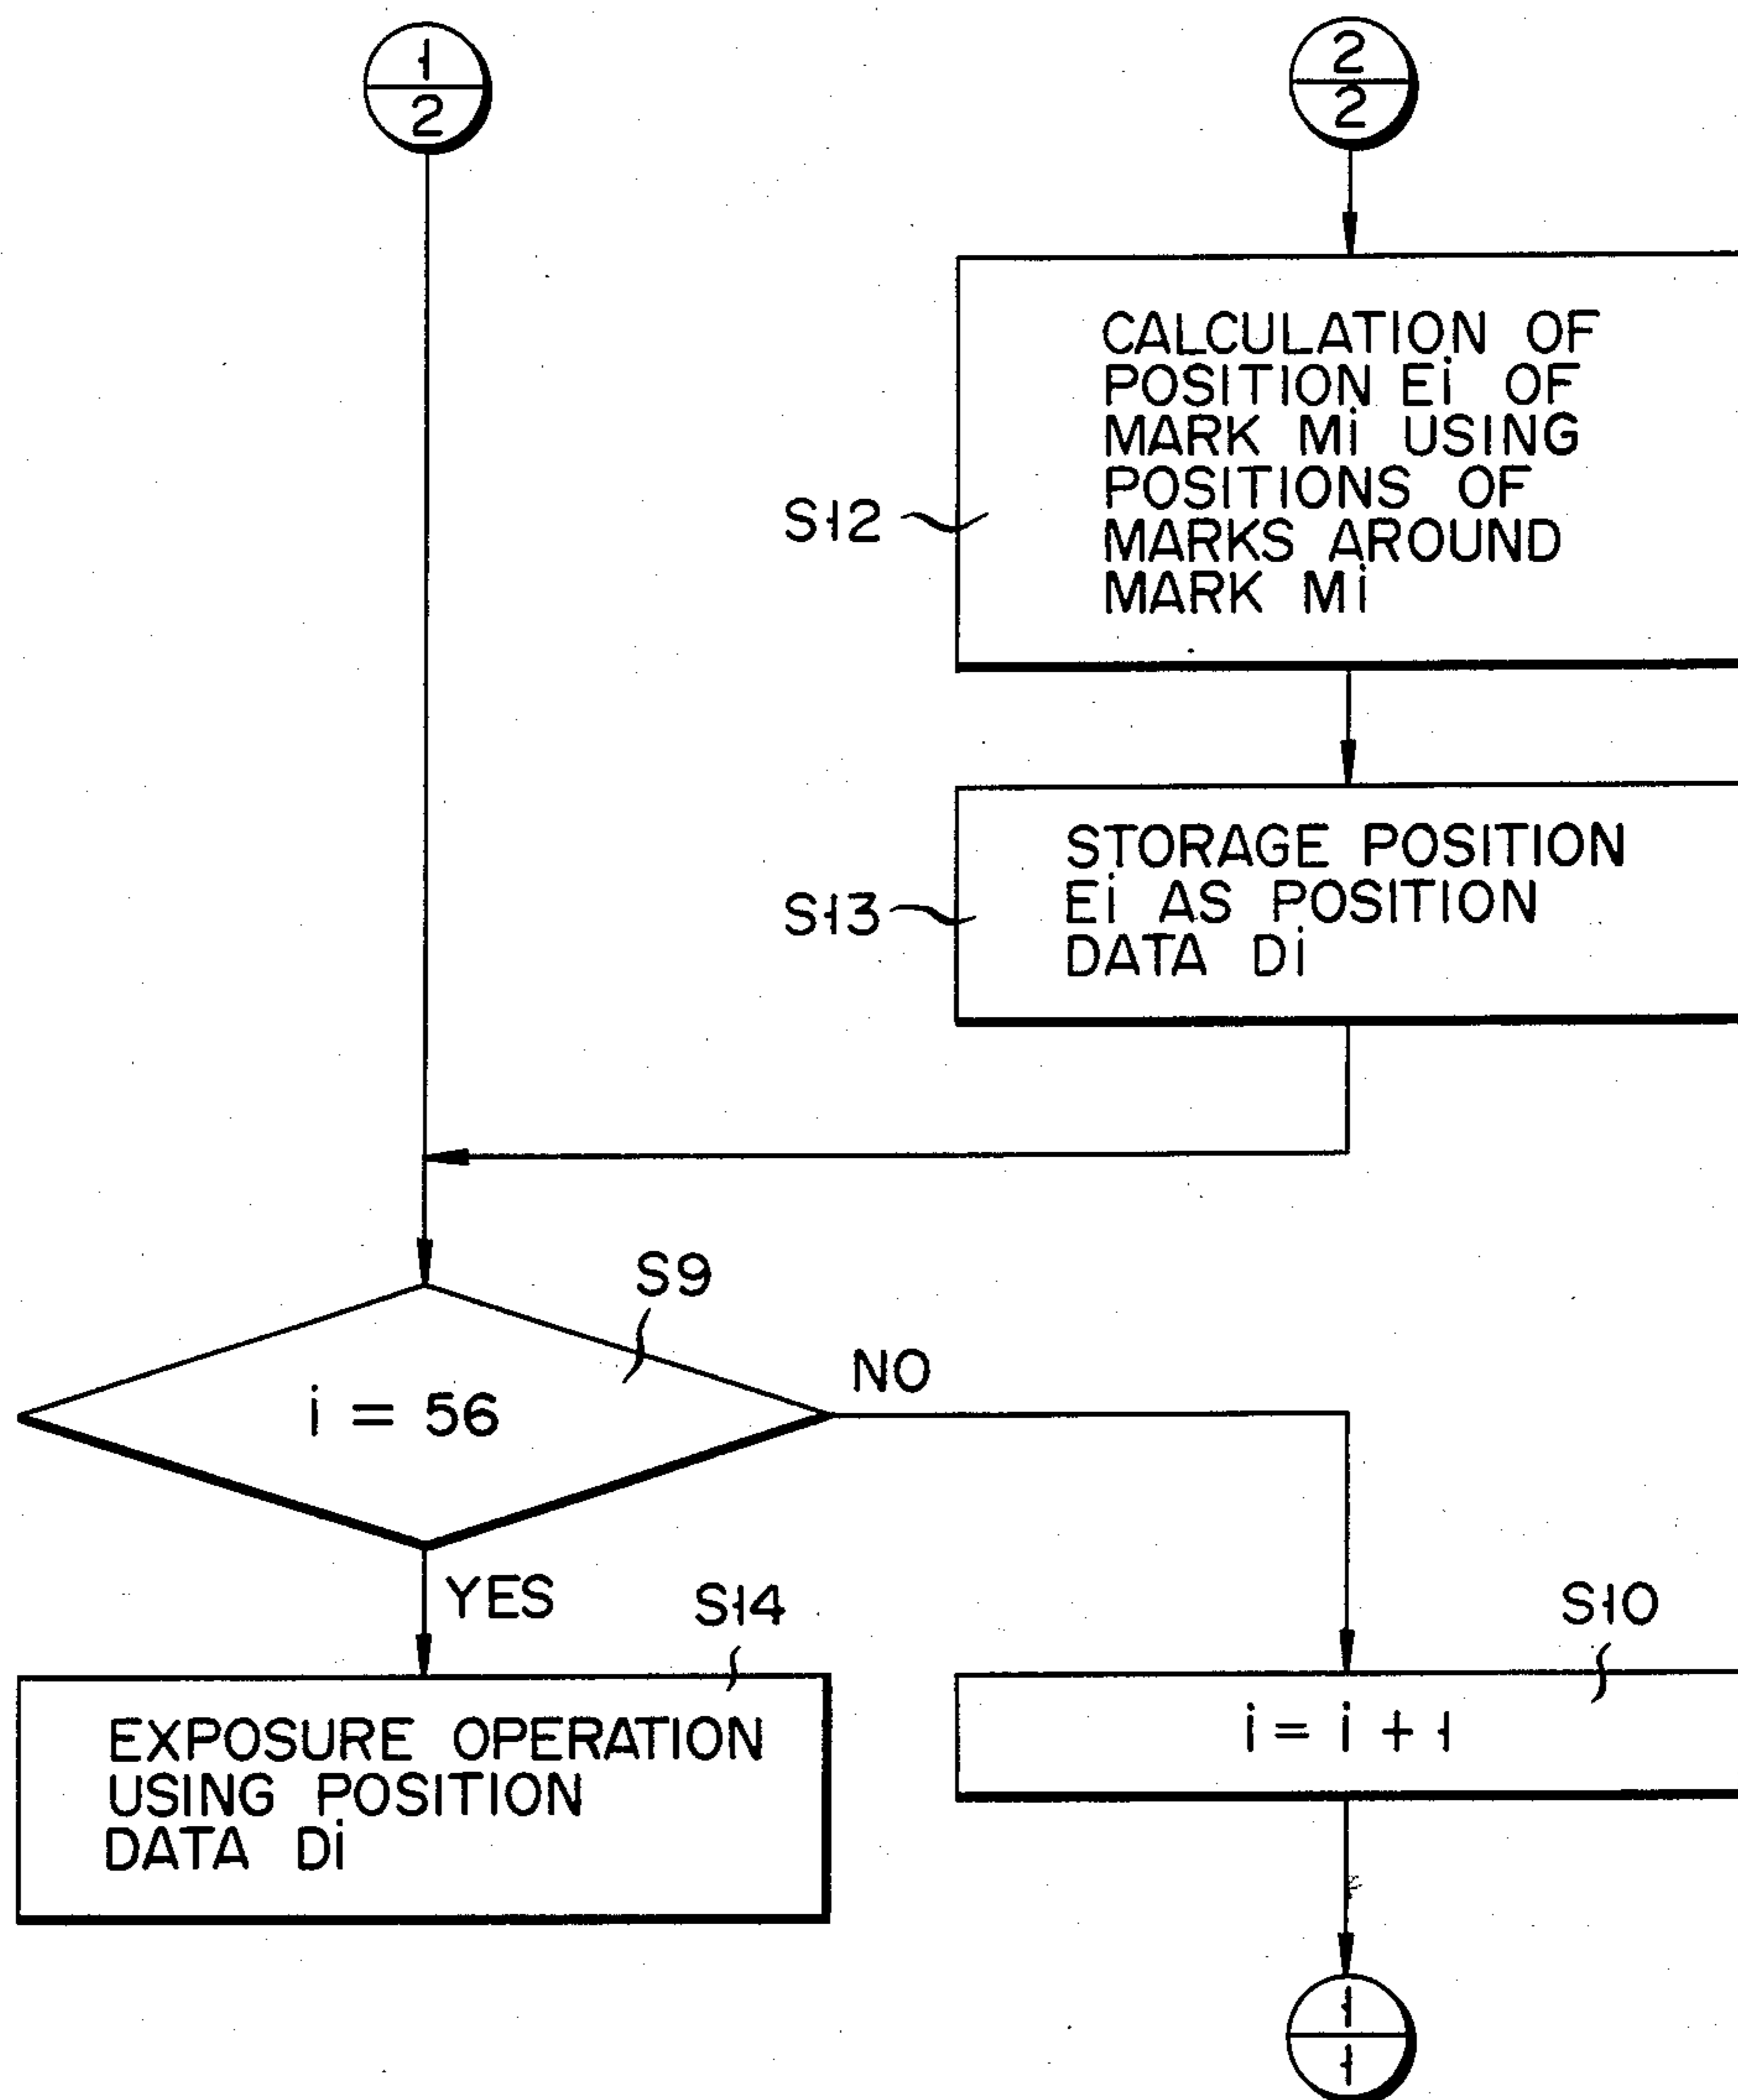 1
2
2
2
CALCULATION OF
POSITION Ei OF
MARK Mi USING
POSITIONS OF
MARKS AROUND
MARK Mi
S12
STORAGE POSITION
Ei AS POSITION
DATA Di
S13
S9
i = 56
NO
YES
S14
EXPOSURE OPERATION
USING POSITION
DATA Di
S10
i = i + 1
1
1